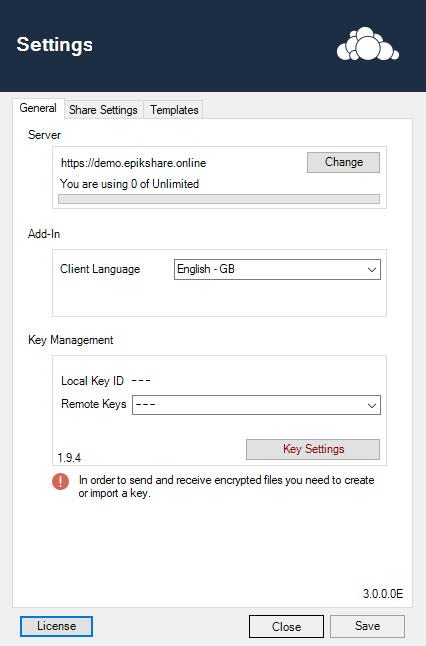 Settings
General Share Settings Templates
Server
https://demo.epikshare.online Change
You are using 0 of Unlimited
Add-In
Client Language English - GB
Key Management
Local Key ID ---
Remote Keys ---
Key Settings
1.9.4
In order to send and receive encrypted files you need to create
or import a key.
3.0.0.0E
License Close Save